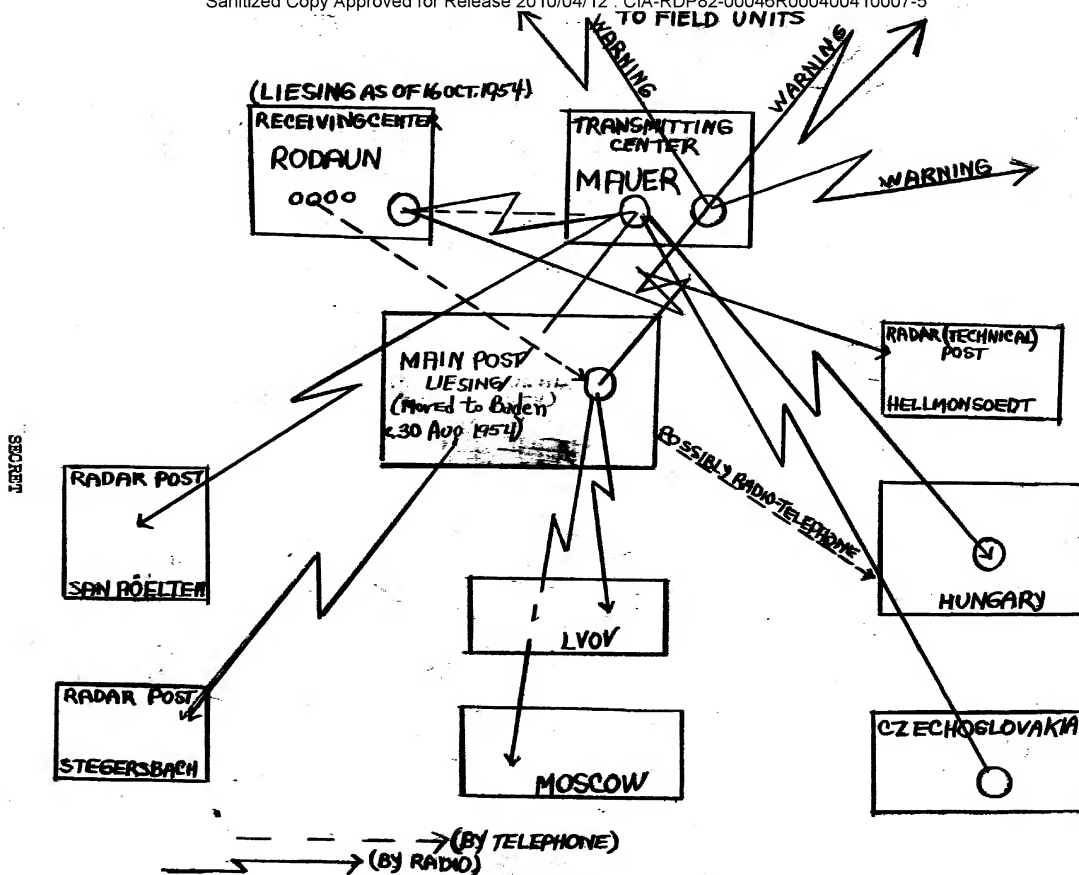 Sanitized Copy Approved for Release 2010/04/12 : CIA-RDP82-00046R000400410007-5
TO FIELD UNITS
WARNING
WARNING
WARNING
(LIESING AS OF 16 OCT. 1954)
RECEIVING CENTER
RODAUN
TRANSMITTING
CENTER
MAUER
MAIN POST
LIESING
(Moved to Baden
30 Aug 1954)
RADAR (TECHNICAL)
POST
HELLMONSOEDT
POSSIBLY RADIO-TELEPHONE
SECRET
RADAR POST
SAN POELTEN
HUNGARY
LVOV
RADAR POST
STEGERSBACH
MOSCOW
CZECHOSLOVAKIA
(BY TELEPHONE)
(BY RADIO)